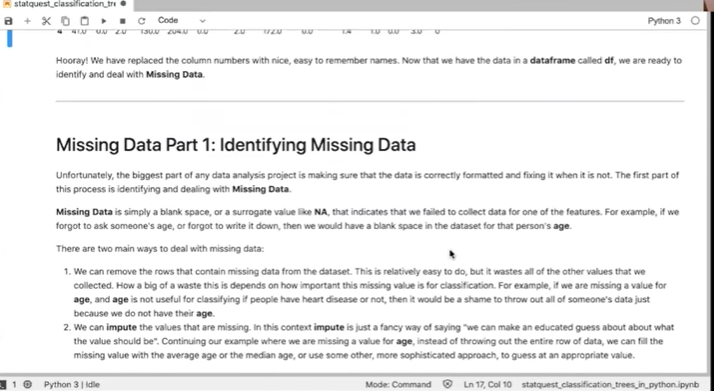 statquest_classification_tre
Code
Python 3
4 41.0 0.0 2.0 130.0 204.0 0.0 2.0 172.0 0.0 1.4 1.0 0.0 3.0 0
Hooray! We have replaced the column numbers with nice, easy to remember names. Now that we have the data in a dataframe called df, we are ready to
identify and deal with Missing Data.
Missing Data Part 1: Identifying Missing Data
Unfortunately, the biggest part of any data analysis project is making sure that the data is correctly formatted and fixing it when it is not. The first part of
this process is identifying and dealing with Missing Data.
Missing Data is simply a blank space, or a surrogate value like NA, that indicates that we failed to collect data for one of the features. For example, if we
forgot to ask someone's age, or forgot to write it down, then we would have a blank space in the dataset for that person's age.
There are two main ways to deal with missing data:
1. We can remove the rows that contain missing data from the dataset. This is relatively easy to do, but it wastes all of the other values that we
collected. How a big of a waste this is depends on how important this missing value is for classification. For example, if we are missing a value for
age, and age is not useful for classifying if people have heart disease or not, then it would be a shame to throw out all of someone's data just
because we do not have their age.
2. We can impute the values that are missing. In this context impute is just a fancy way of saying "we can make an educated guess about about what
the value should be". Continuing our example where we are missing a value for age, instead of throwing out the entire row of data, we can fill the
missing value with the average age or the median age, or use some other, more sophisticated approach, to guess at an appropriate value.
1 Python 3 | Idle Mode: Command Ln 17, Col 10 statquest_classification_trees_in_python.ipynb